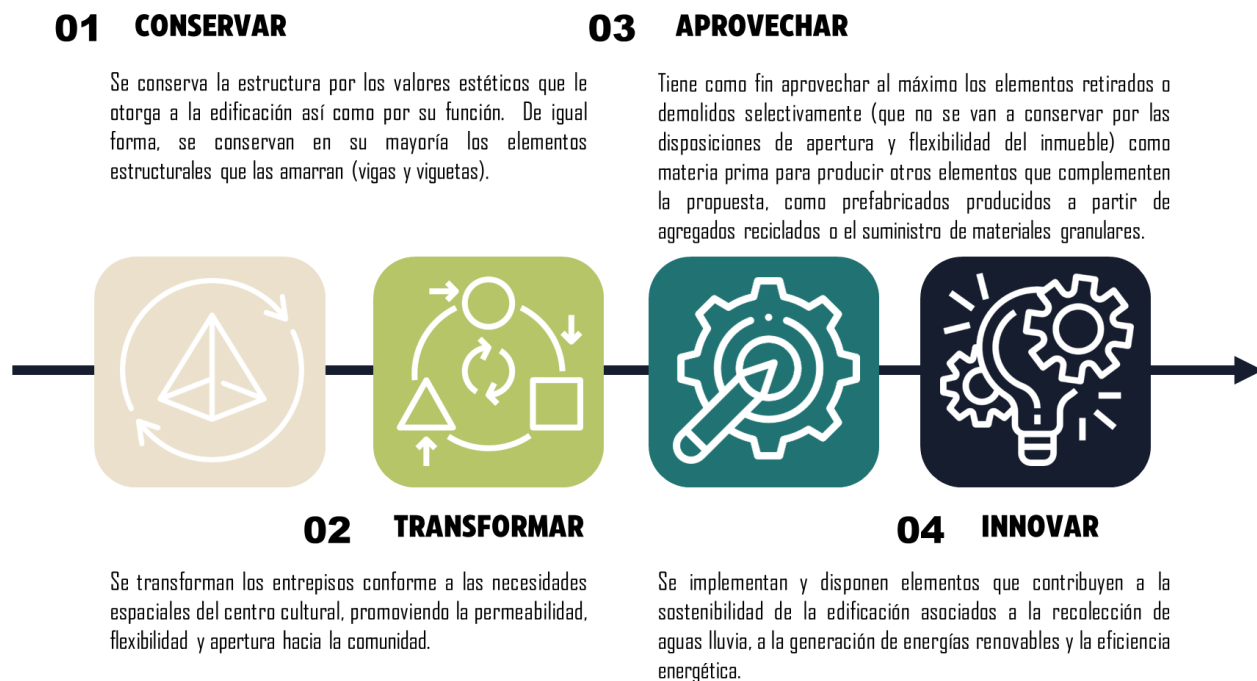 01 CONSERVAR
Se conserva la estructura por los valores estéticos que le
otorga a la edificación así como por su función. De igual
forma, se conservan en su mayoría los elementos
estructurales que las amarran (vigas y viguetas).
02 TRANSFORMAR
Se transforman los entrepisos conforme a las necesidades
espaciales del centro cultural, promoviendo la permeabilidad,
flexibilidad y apertura hacia la comunidad.
03 APROVECHAR
Tiene como fin aprovechar al máximo los elementos retirados o
demolidos selectivamente (que no se van a conservar por las
disposiciones de apertura y flexibilidad del inmueble) como
materia prima para producir otros elementos que complementen
la propuesta, como prefabricados producidos a partir de
agregados reciclados o el suministro de materiales granulares.
04 INNOVAR
Se implementan y disponen elementos que contribuyen a la
sostenibilidad de la edificación asociados a la recolección de
aguas lluvia, a la generación de energías renovables y la eficiencia
energética.